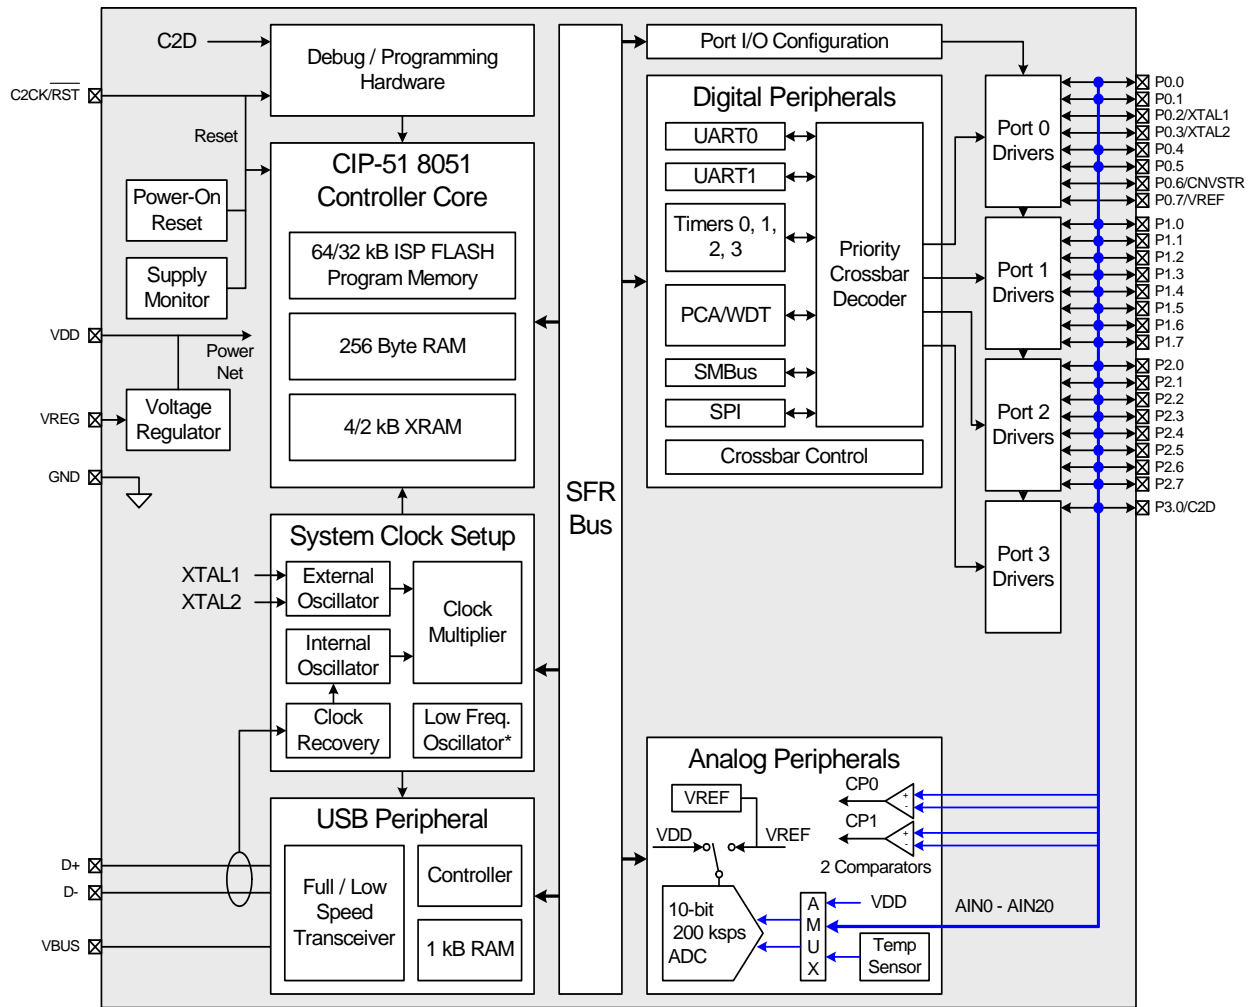 C2D
C2CK/RST
Debug / Programming
Hardware
Reset
CIP-51 8051
Controller Core
Power-On
Reset
64/32 kB ISP FLASH
Program Memory
Supply
Monitor
VDD
Power
Net
256 Byte RAM
VREG
Voltage
Regulator
4/2 kB XRAM
GND
System Clock Setup
XTAL1
XTAL2
External
Oscillator
Clock
Multiplier
Internal
Oscillator
Clock
Recovery
Low Freq.
Oscillator*
USB Peripheral
D+
D-
VBUS
Full / Low
Speed
Transceiver
Controller
1 kB RAM
SFR
Bus
Port I/O Configuration
Digital Peripherals
UART0
UART1
Timers 0, 1,
2, 3
PCA/WDT
SMBus
SPI
Priority
Crossbar
Decoder
Crossbar Control
Port 0
Drivers
Port 1
Drivers
Port 2
Drivers
Port 3
Drivers
P0.0
P0.1
P0.2/XTAL1
P0.3/XTAL2
P0.4
P0.5
P0.6/CNVSTR
P0.7/VREF
P1.0
P1.1
P1.2
P1.3
P1.4
P1.5
P1.6
P1.7
P2.0
P2.1
P2.2
P2.3
P2.4
P2.5
P2.6
P2.7
P3.0/C2D
Analog Peripherals
VREF
VDD
VREF
CP0
+
-
CP1
+
-
2 Comparators
10-bit
200 ksps
ADC
A
M
U
X
VDD
AIN0 - AIN20
Temp
Sensor